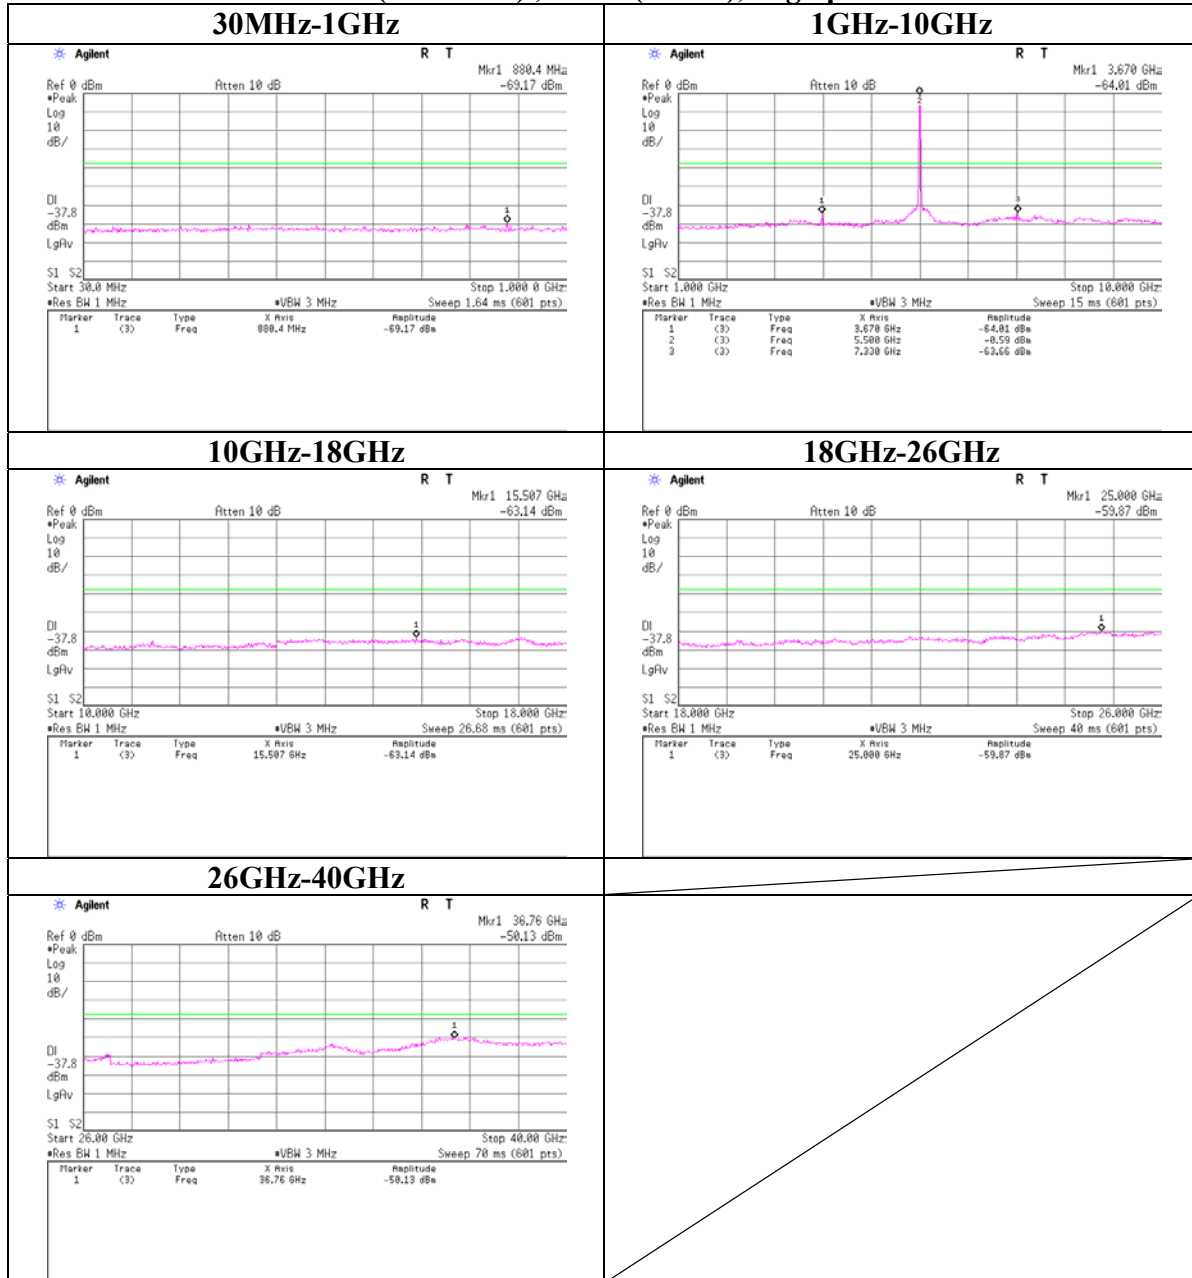 30MHz-1GHz
Agilent R T
Mkr1 880.4 MHz
Ref 0 dBm Atten 10 dB -69.17 dBm
*Peak
Log
10
dB/
DI
-37.8
dBm
LgAv
S1 S2
Start 30.0 MHz Stop 1.000 0 GHz
*Res BW 1 MHz *VBW 3 MHz Sweep 1.64 ms (601 pts)
Marker Trace Type X Axis Amplitude
1 (3) Freq 880.4 MHz -69.17 dBm
1
1GHz-10GHz
Agilent R T
Mkr1 3.670 GHz
Ref 0 dBm Atten 10 dB -64.01 dBm
*Peak
Log
10
dB/
DI
-37.8
dBm
LgAv
S1 S2
Start 1.000 GHz Stop 10.000 GHz
*Res BW 1 MHz *VBW 3 MHz Sweep 15 ms (601 pts)
Marker Trace Type X Axis Amplitude
1 (3) Freq 3.670 GHz -64.01 dBm
2 (3) Freq 5.500 GHz -0.59 dBm
3 (3) Freq 7.330 GHz -63.66 dBm
1
2
3
10GHz-18GHz
Agilent R T
Mkr1 15.507 GHz
Ref 0 dBm Atten 10 dB -63.14 dBm
*Peak
Log
10
dB/
DI
-37.8
dBm
LgAv
S1 S2
Start 10.000 GHz Stop 18.000 GHz
*Res BW 1 MHz *VBW 3 MHz Sweep 26.68 ms (601 pts)
Marker Trace Type X Axis Amplitude
1 (3) Freq 15.507 GHz -63.14 dBm
1
18GHz-26GHz
Agilent R T
Mkr1 25.000 GHz
Ref 0 dBm Atten 10 dB -59.87 dBm
*Peak
Log
10
dB/
DI
-37.8
dBm
LgAv
S1 S2
Start 18.000 GHz Stop 26.000 GHz
*Res BW 1 MHz *VBW 3 MHz Sweep 40 ms (601 pts)
Marker Trace Type X Axis Amplitude
1 (3) Freq 25.000 GHz -59.87 dBm
1
26GHz-40GHz
Agilent R T
Mkr1 36.76 GHz
Ref 0 dBm Atten 10 dB -50.13 dBm
*Peak
Log
10
dB/
DI
-37.8
dBm
LgAv
S1 S2
Start 26.00 GHz Stop 40.00 GHz
*Res BW 1 MHz *VBW 3 MHz Sweep 70 ms (601 pts)
Marker Trace Type X Axis Amplitude
1 (3) Freq 36.76 GHz -50.13 dBm
1